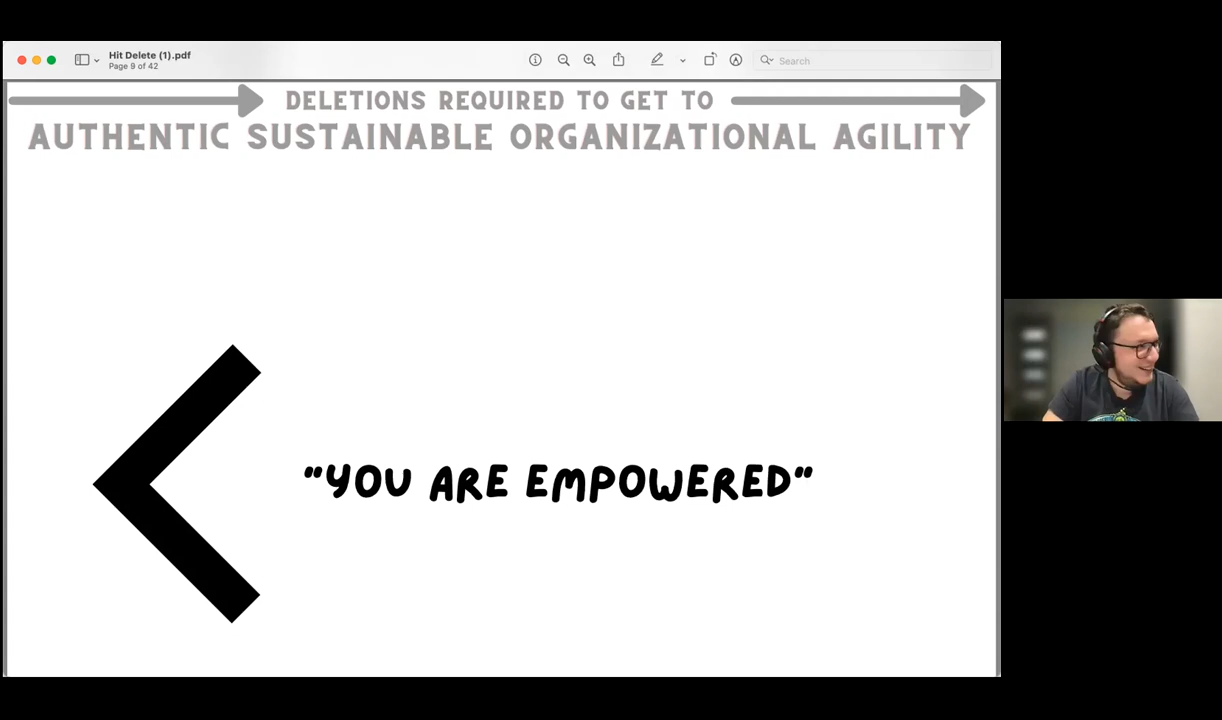 Hit Delete (1).pdf
Page 9 of 42
Search
DELETIONS REQUIRED TO GET TO
AUTHENTIC SUSTAINABLE ORGANIZATIONAL AGILITY
"YOU ARE EMPOWERED"